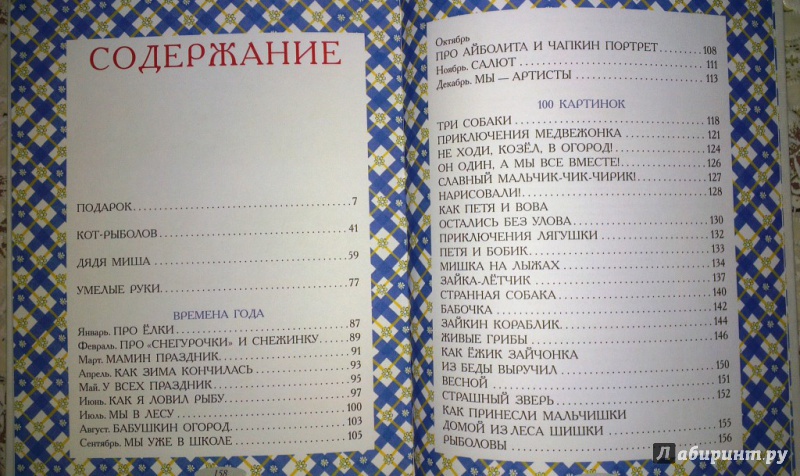 СОДЕРЖАНИЕ
ПОДАРОК 7
КОТ-РЫБОЛОВ 41
ДЯДЯ МИША 59
УМЕЛЫЕ РУКИ 77
ВРЕМЕНА ГОДА
Январь. ПРО ЁЛКИ 87
Февраль. ПРО «СНЕГУРОЧКИ» И СНЕЖИНКУ 89
Март. МАМИН ПРАЗДНИК 91
Апрель. КАК ЗИМА КОНЧИЛАСЬ 93
Май. У ВСЕХ ПРАЗДНИК 95
Июнь. КАК Я ЛОВИЛ РЫБУ 97
Июль. МЫ В ЛЕСУ 100
Август. БАБУШКИН ОГОРОД 103
Сентябрь. МЫ УЖЕ В ШКОЛЕ 105
158
Октябрь
ПРО АЙБОЛИТА И ЧАПКИН ПОРТРЕТ 108
Ноябрь. САЛЮТ 111
Декабрь. МЫ — АРТИСТЫ 113
100 КАРТИНОК
ТРИ СОБАКИ 118
ПРИКЛЮЧЕНИЯ МЕДВЕЖОНКА 121
НЕ ХОДИ, КОЗЁЛ, В ОГОРОД! 124
ОН ОДИН, А МЫ ВСЕ ВМЕСТЕ! 126
СЛАВНЫЙ МАЛЬЧИК-ЧИК-ЧИРИК! 127
НАРИСОВАЛИ! 128
КАК ПЕТЯ И ВОВА
ОСТАЛИСЬ БЕЗ УЛОВА 130
ПРИКЛЮЧЕНИЯ ЛЯГУШКИ 132
ПЕТЯ И БОБИК 133
МИШКА НА ЛЫЖАХ 134
ЗАЙКА-ЛЁТЧИК 137
СТРАННАЯ СОБАКА 140
БАБОЧКА 142
ЗАЙКИН КОРАБЛИК 144
ЖИВЫЕ ГРИБЫ 146
КАК ЁЖИК ЗАЙЧОНКА
ИЗ БЕДЫ ВЫРУЧИЛ 150
ВЕСНОЙ 151
СТРАШНЫЙ ЗВЕРЬ 152
КАК ПРИНЕСЛИ МАЛЬЧИШКИ
ДОМОЙ ИЗ ЛЕСА ШИШКИ 155
РЫБОЛОВЫ 156
Лабиринт.ру